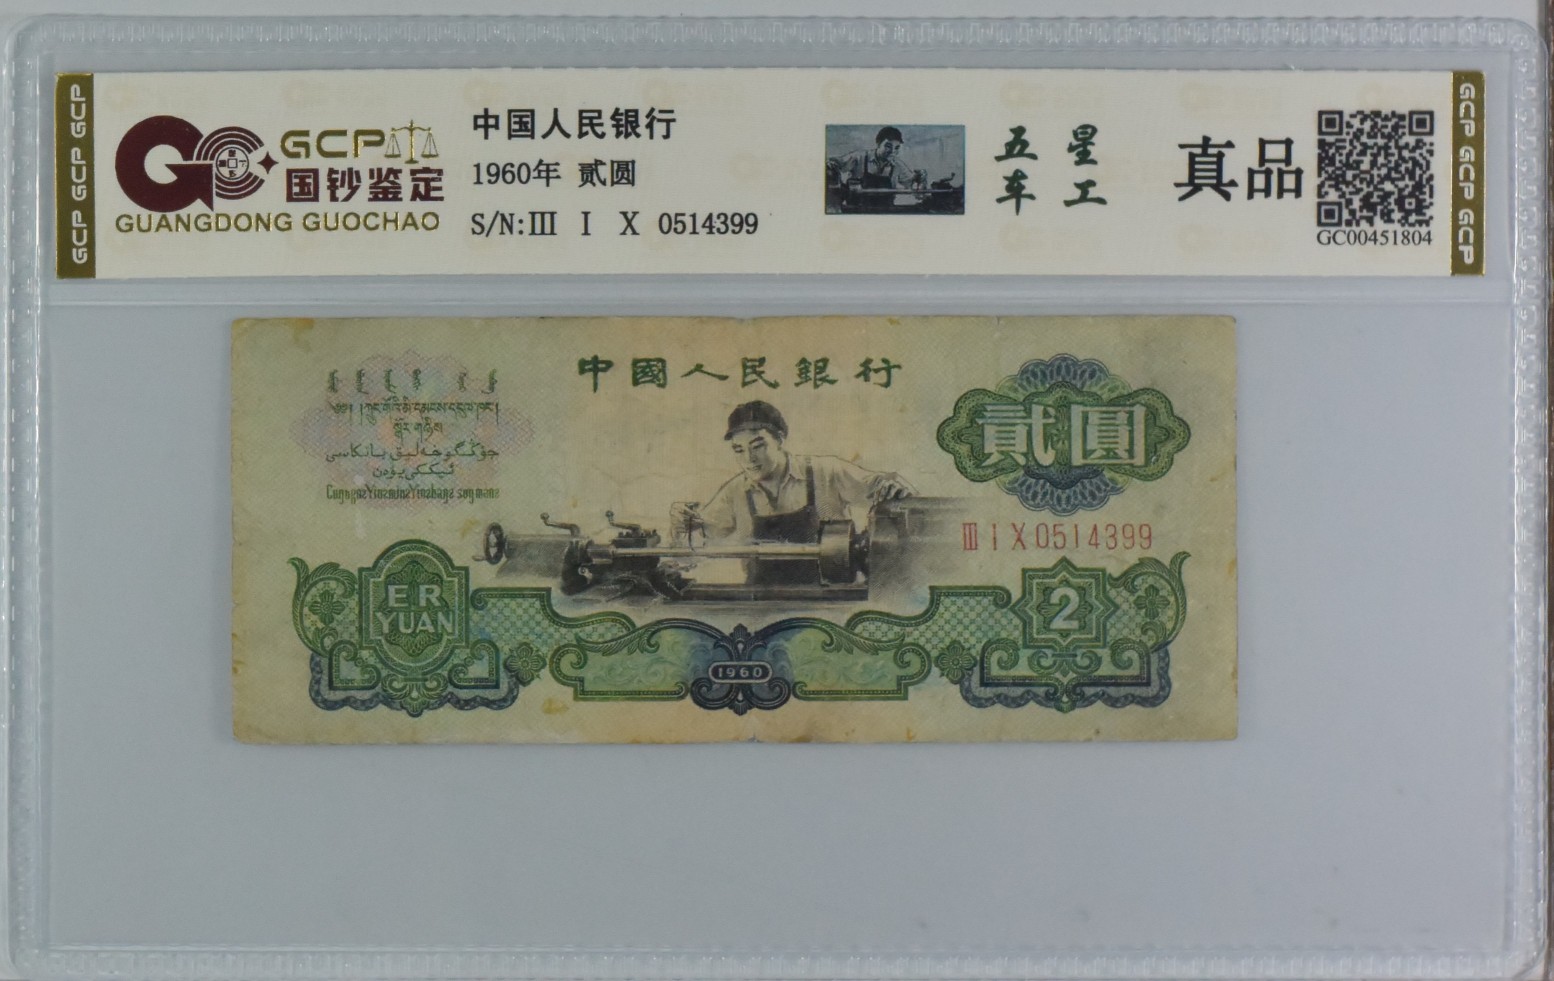 GCP GCP GCP
GCP
国钞鉴定
GUANGDONG GUOCHAO
中国人民银行
1960年 贰圆
S/N:Ⅲ Ⅰ Ⅹ 0514399
五星
车工
真品
GC00451804
GCP GCP GCP
中國人民銀行
貳圓
ⅢⅠⅩ0514399
ER
YUAN
2
1960